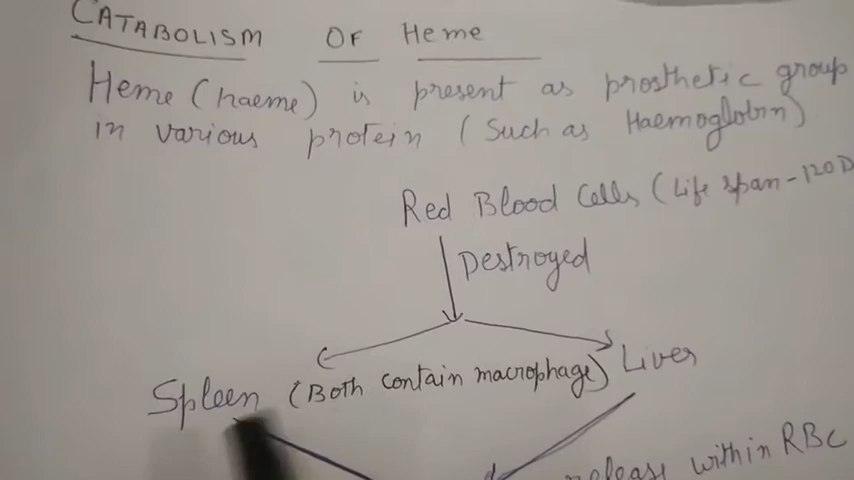 CATABOLISM OF Heme
Heme (haeme) is present as prosthetic group
in various protein (Such as Haemoglobin)
Red Blood Cells (Life span-120D
Destroyed
Spleen (Both contain macrophage) Liver
release within RBC